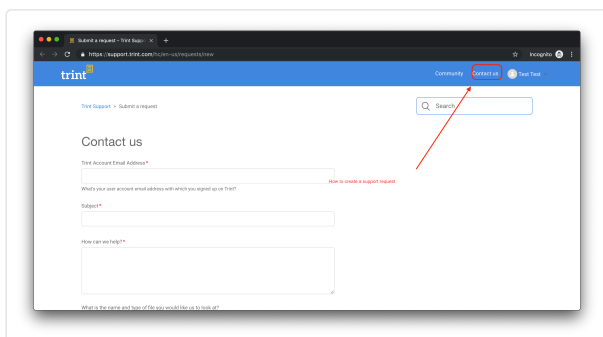 Submit a request – Trint Supp
https://support.trint.com/hc/en-us/requests/new
Incognito
trint
Community
Contact us
Test Test
Trint Support > Submit a request
Search
Contact us
Trint Account Email Address *
How to create a support request
What's your user account email address with which you signed up on Trint?
Subject *
How can we help? *
What is the name and type of file you would like us to look at?